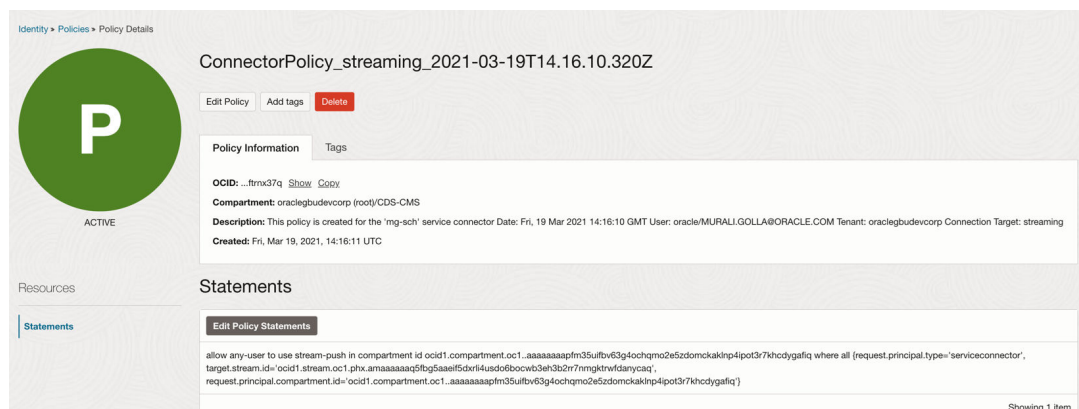 Identity » Policies » Policy Details
P
ACTIVE
ConnectorPolicy_streaming_2021-03-19T14.16.10.320Z
Edit Policy Add tags Delete
Policy Information Tags
OCID: ...ftrnx37q Show Copy
Compartment: oraclegbudevcorp (root)/CDS-CMS
Description: This policy is created for the 'mg-sch' service connector Date: Fri, 19 Mar 2021 14:16:10 GMT User: oracle/MURALI.GOLLA@ORACLE.COM Tenant: oraclegbudevcorp Connection Target: streaming
Created: Fri, Mar 19, 2021, 14:16:11 UTC
Resources
Statements
Statements
Edit Policy Statements
allow any-user to use stream-push in compartment id ocid1.compartment.oc1..aaaaaaaapfm35uifbv63g4ochqmo2e5zdomckaklnp4ipot3r7khcdygafiq where all {request.principal.type='serviceconnector',
target.stream.id='ocid1.stream.oc1.phx.amaaaaaaq5fbg5aaeif5dxrli4usdo6bocwb3eh3b2rr7nmgktrwfdanycaq',
request.principal.compartment.id='ocid1.compartment.oc1..aaaaaaaapfm35uifbv63g4ochqmo2e5zdomckaklnp4ipot3r7khcdygafiq'}
Showing 1 item